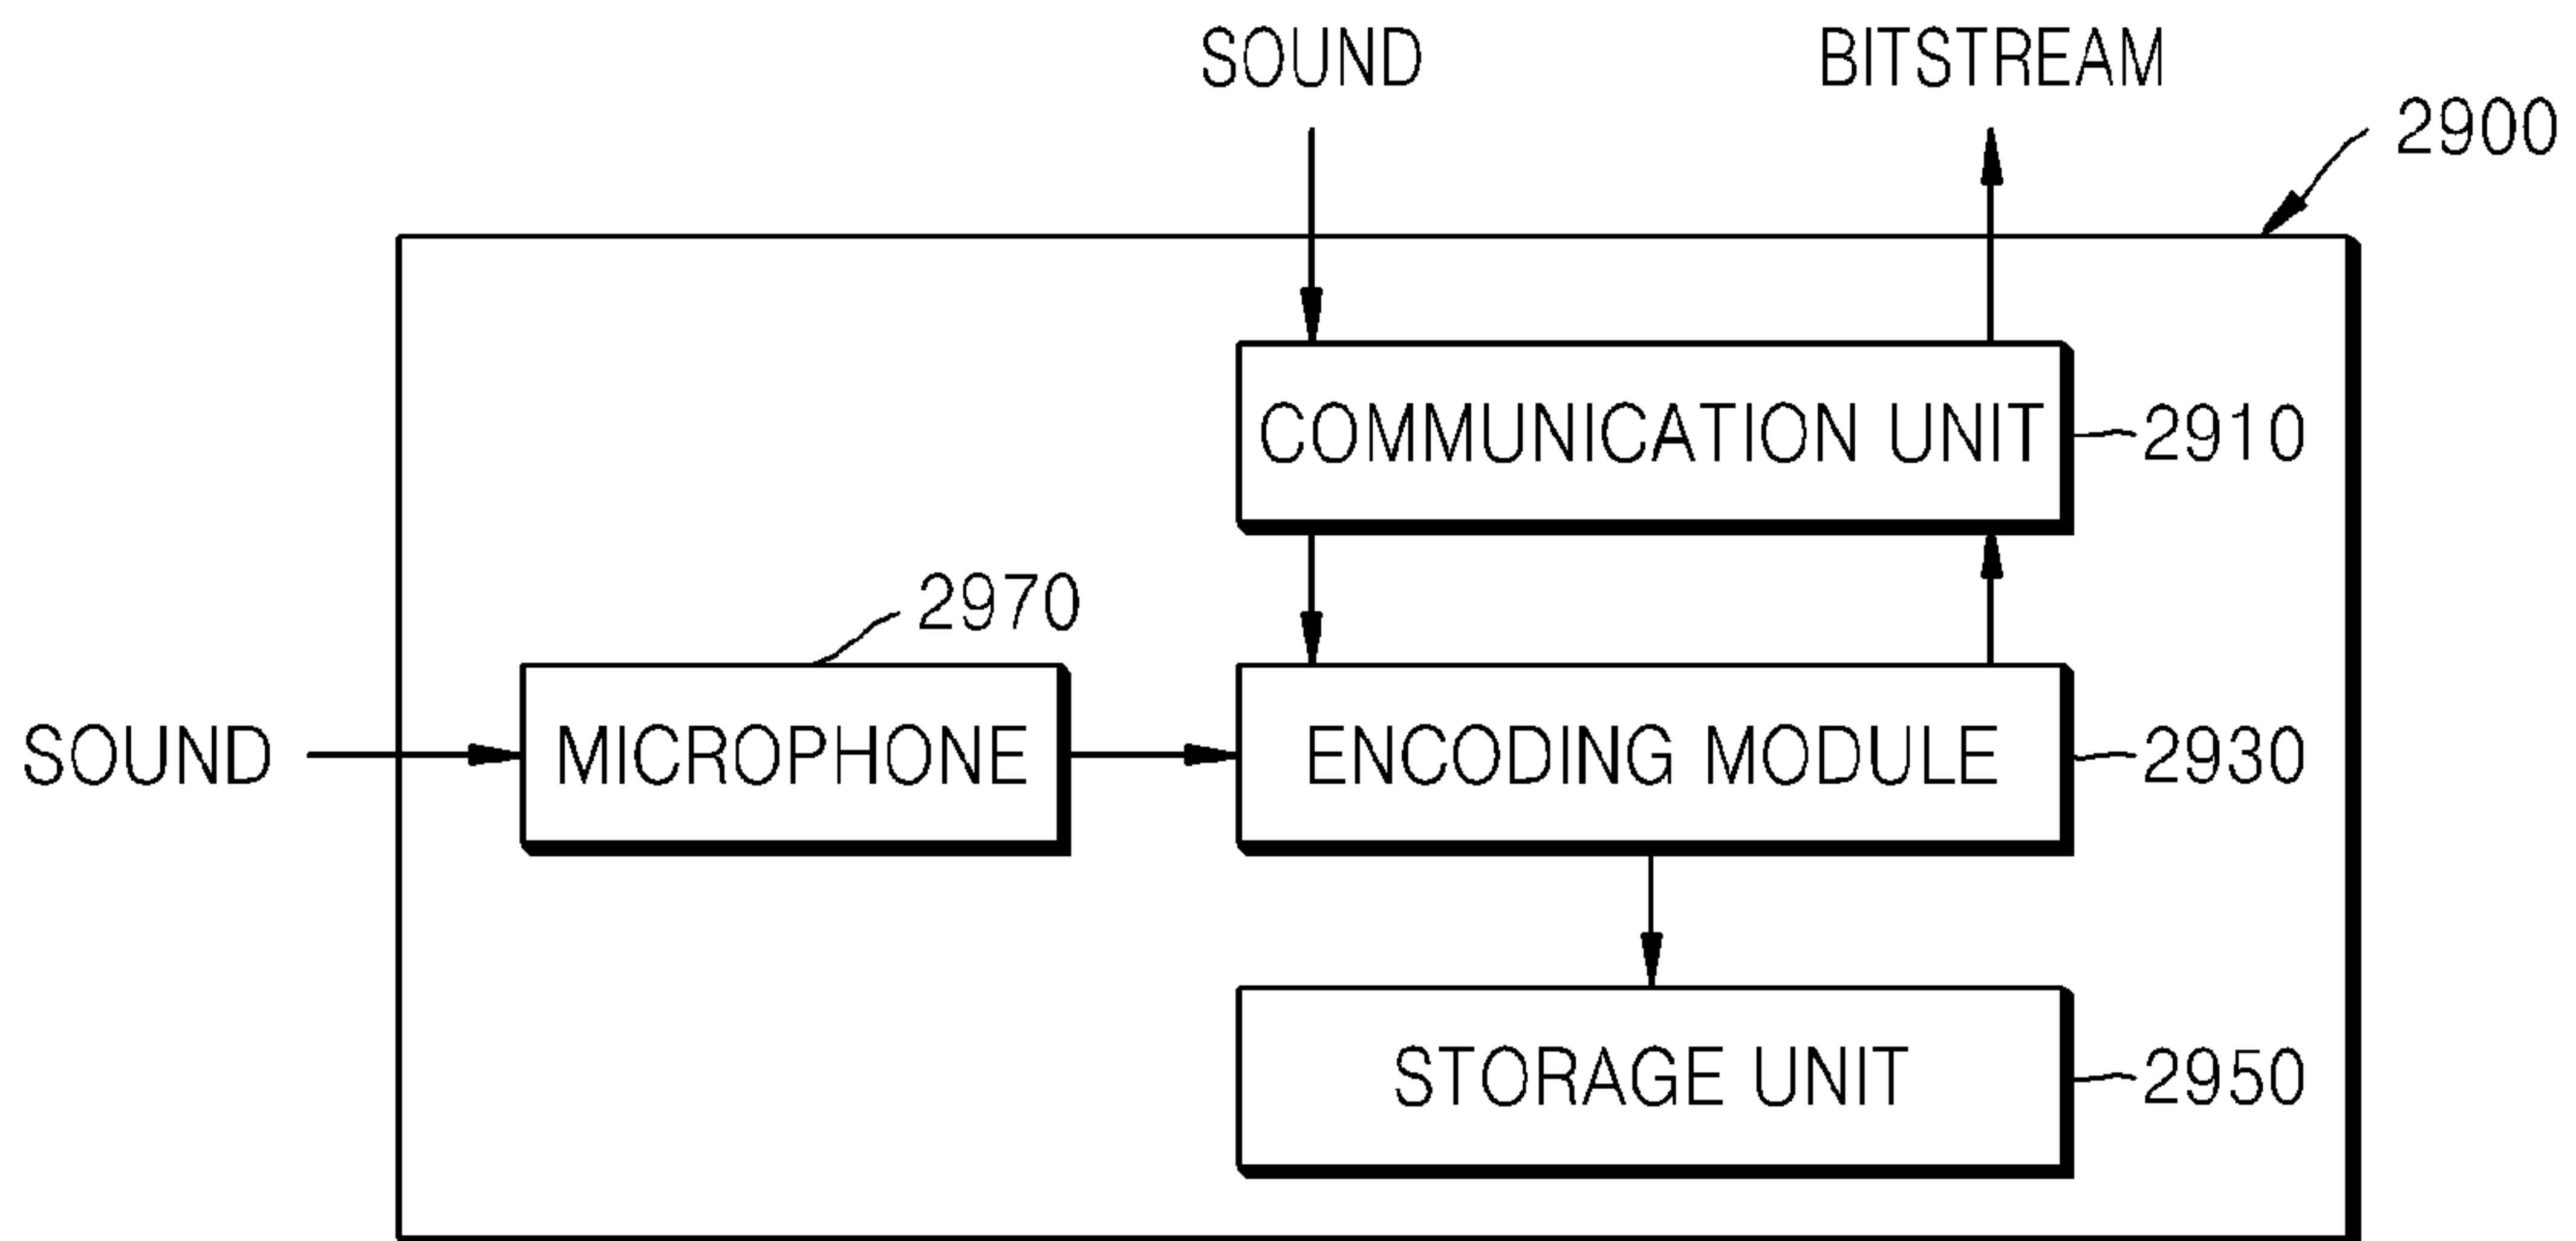 SOUND BITSTREAM
2900
COMMUNICATION UNIT 2910
2970
SOUND MICROPHONE ENCODING MODULE 2930
STORAGE UNIT 2950